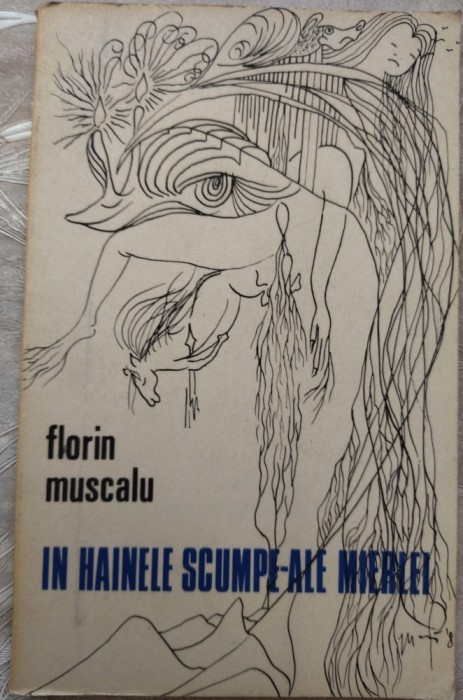 florin
muscalu
IN HAINELE SCUMPE-ALE MIERLEI